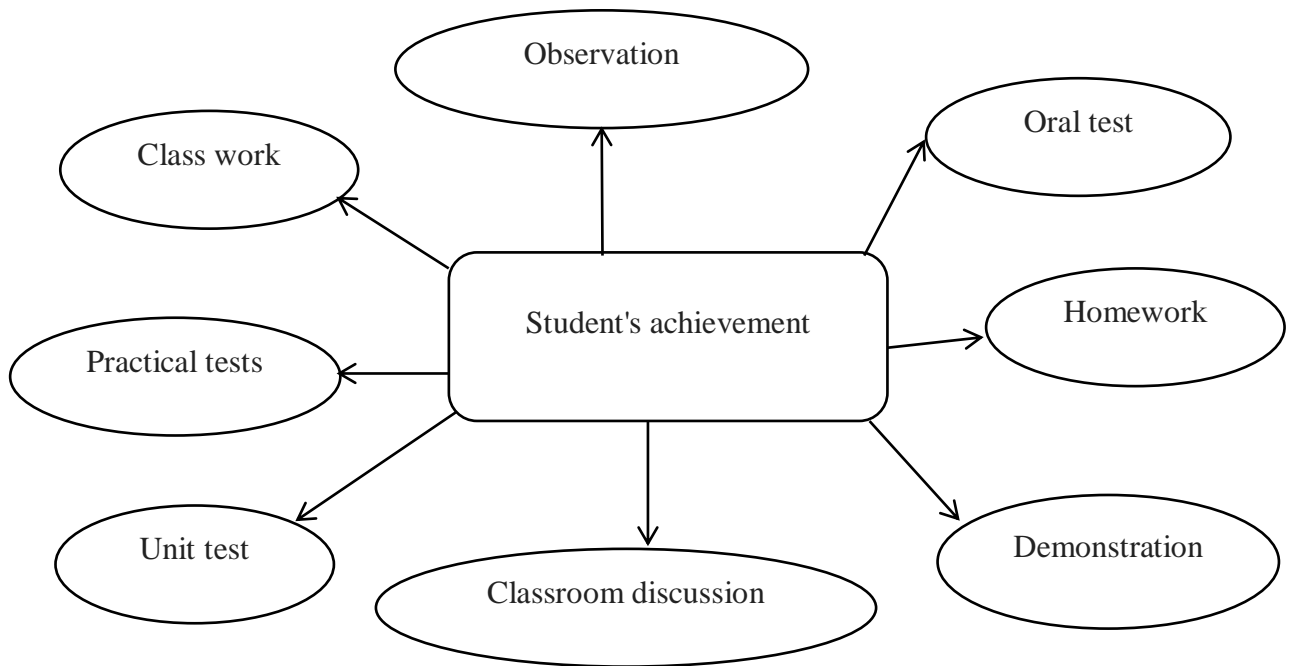 Observation
Oral test
Class work
Homework
Student's achievement
Practical tests
Unit test
Demonstration
Classroom discussion